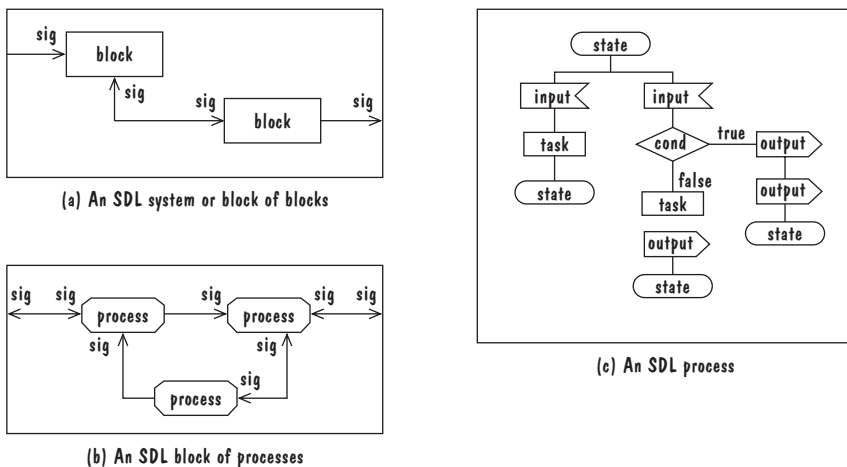 sig
block
sig
sig
block
sig
(a) An SDL system or block of blocks
sig
sig
process
sig
process
sig
sig
sig
sig
process
sig
(b) An SDL block of processes
state
input
input
task
cond
true
output
state
false
task
output
output
state
state
(c) An SDL process